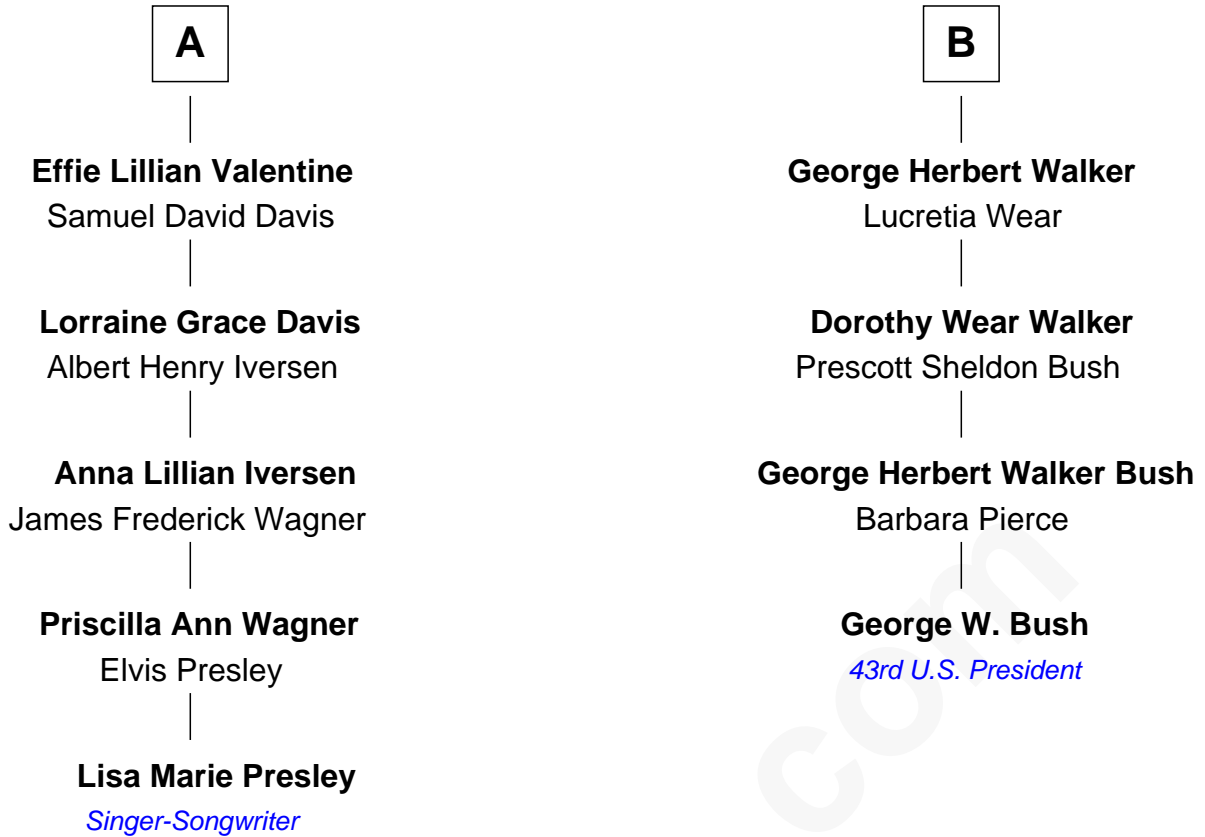 A
Effie Lillian Valentine
Samuel David Davis
Lorraine Grace Davis
Albert Henry Iversen
Anna Lillian Iversen
James Frederick Wagner
Priscilla Ann Wagner
Elvis Presley
Lisa Marie Presley
Singer-Songwriter
B
George Herbert Walker
Lucretia Wear
Dorothy Wear Walker
Prescott Sheldon Bush
George Herbert Walker Bush
Barbara Pierce
George W. Bush
43rd U.S. President
com